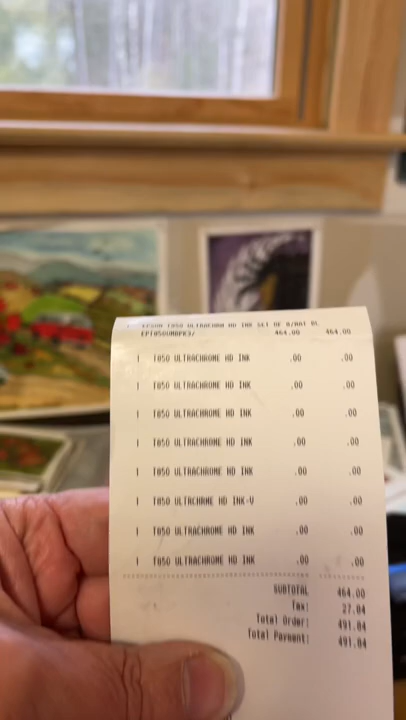 EPSON T850 ULTRACHRM HD INK SET OF 8/MAT BL
464.00 464.00
1 T850 ULTRACHROME HD INK .00 .00
1 T850 ULTRACHROME HD INK .00 .00
1 T850 ULTRACHROME HD INK .00 .00
1 T850 ULTRACHROME HD INK .00 .00
1 T850 ULTRACHROME HD INK .00 .00
1 T850 ULTRCHRME HD INK-V .00 .00
1 T850 ULTRACHROME HD INK .00 .00
1 T850 ULTRACHROME HD INK .00 .00
SUBTOTAL 464.00
Tax: 27.84
Total Order: 491.84
Total Payment: 491.84